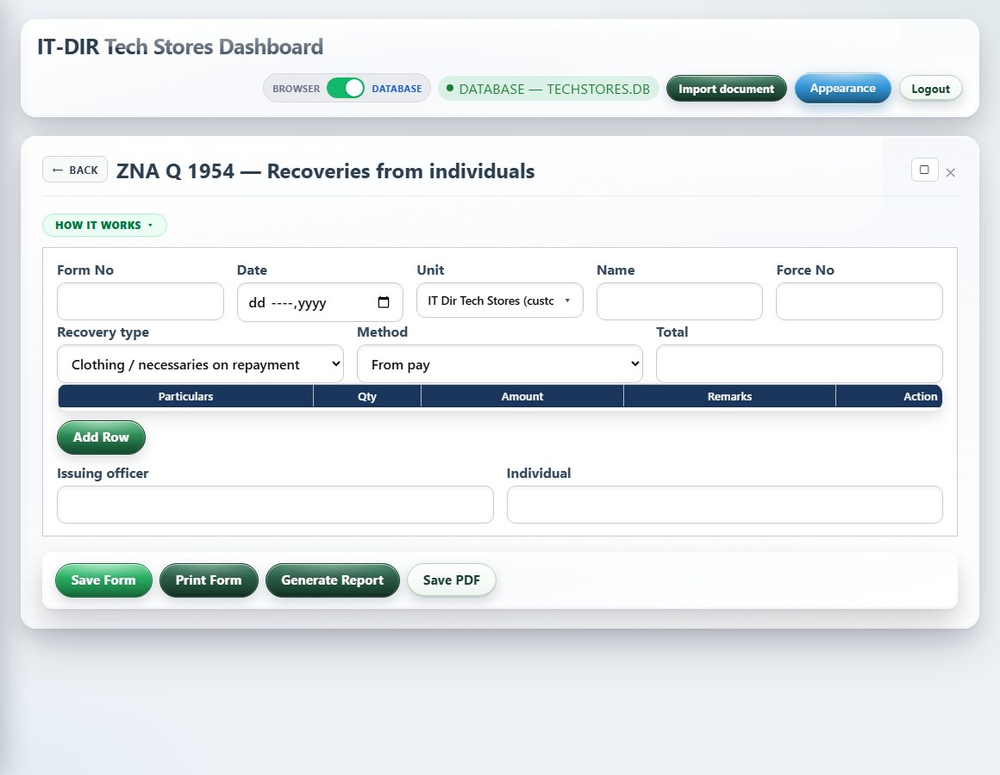 IT-DIR Tech Stores Dashboard
BROWSER DATABASE DATABASE — TECHSTORES.DB Import document Appearance Logout
← BACK ZNA Q 1954 — Recoveries from individuals
HOW IT WORKS
Form No Date Unit Name Force No
dd ----,yyyy IT Dir Tech Stores (custo
Recovery type Method Total
Clothing / necessaries on repayment From pay
Particulars Qty Amount Remarks Action
Add Row
Issuing officer Individual
Save Form Print Form Generate Report Save PDF